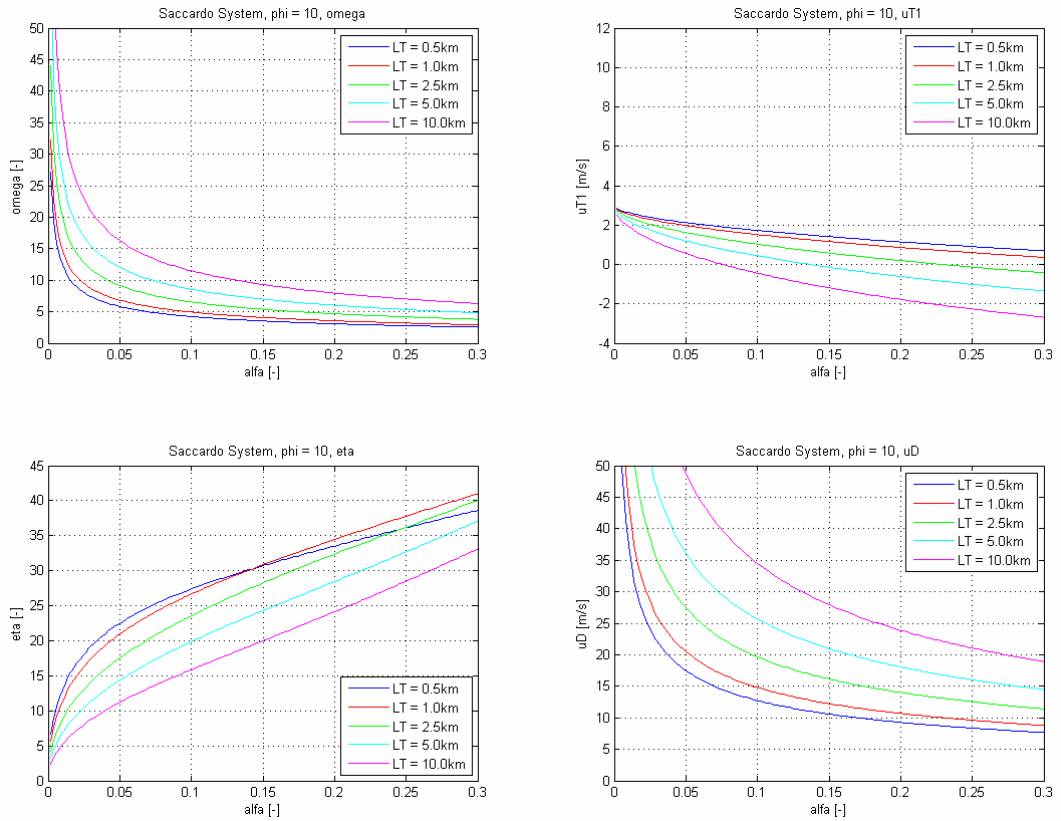 Saccardo System, phi = 10, omega
50
45
40
35
30
25
20
15
10
5
0
omega [-]
LT = 0.5km
LT = 1.0km
LT = 2.5km
LT = 5.0km
LT = 10.0km
0 0.05 0.1 0.15 0.2 0.25 0.3
alfa [-]
Saccardo System, phi = 10, uT1
12
10
8
6
4
2
0
-2
-4
uT1 [m/s]
LT = 0.5km
LT = 1.0km
LT = 2.5km
LT = 5.0km
LT = 10.0km
0 0.05 0.1 0.15 0.2 0.25 0.3
alfa [-]
Saccardo System, phi = 10, eta
45
40
35
30
25
20
15
10
5
0
eta [-]
LT = 0.5km
LT = 1.0km
LT = 2.5km
LT = 5.0km
LT = 10.0km
0 0.05 0.1 0.15 0.2 0.25 0.3
alfa [-]
Saccardo System, phi = 10, uD
50
45
40
35
30
25
20
15
10
5
0
uD [m/s]
LT = 0.5km
LT = 1.0km
LT = 2.5km
LT = 5.0km
LT = 10.0km
0 0.05 0.1 0.15 0.2 0.25 0.3
alfa [-]